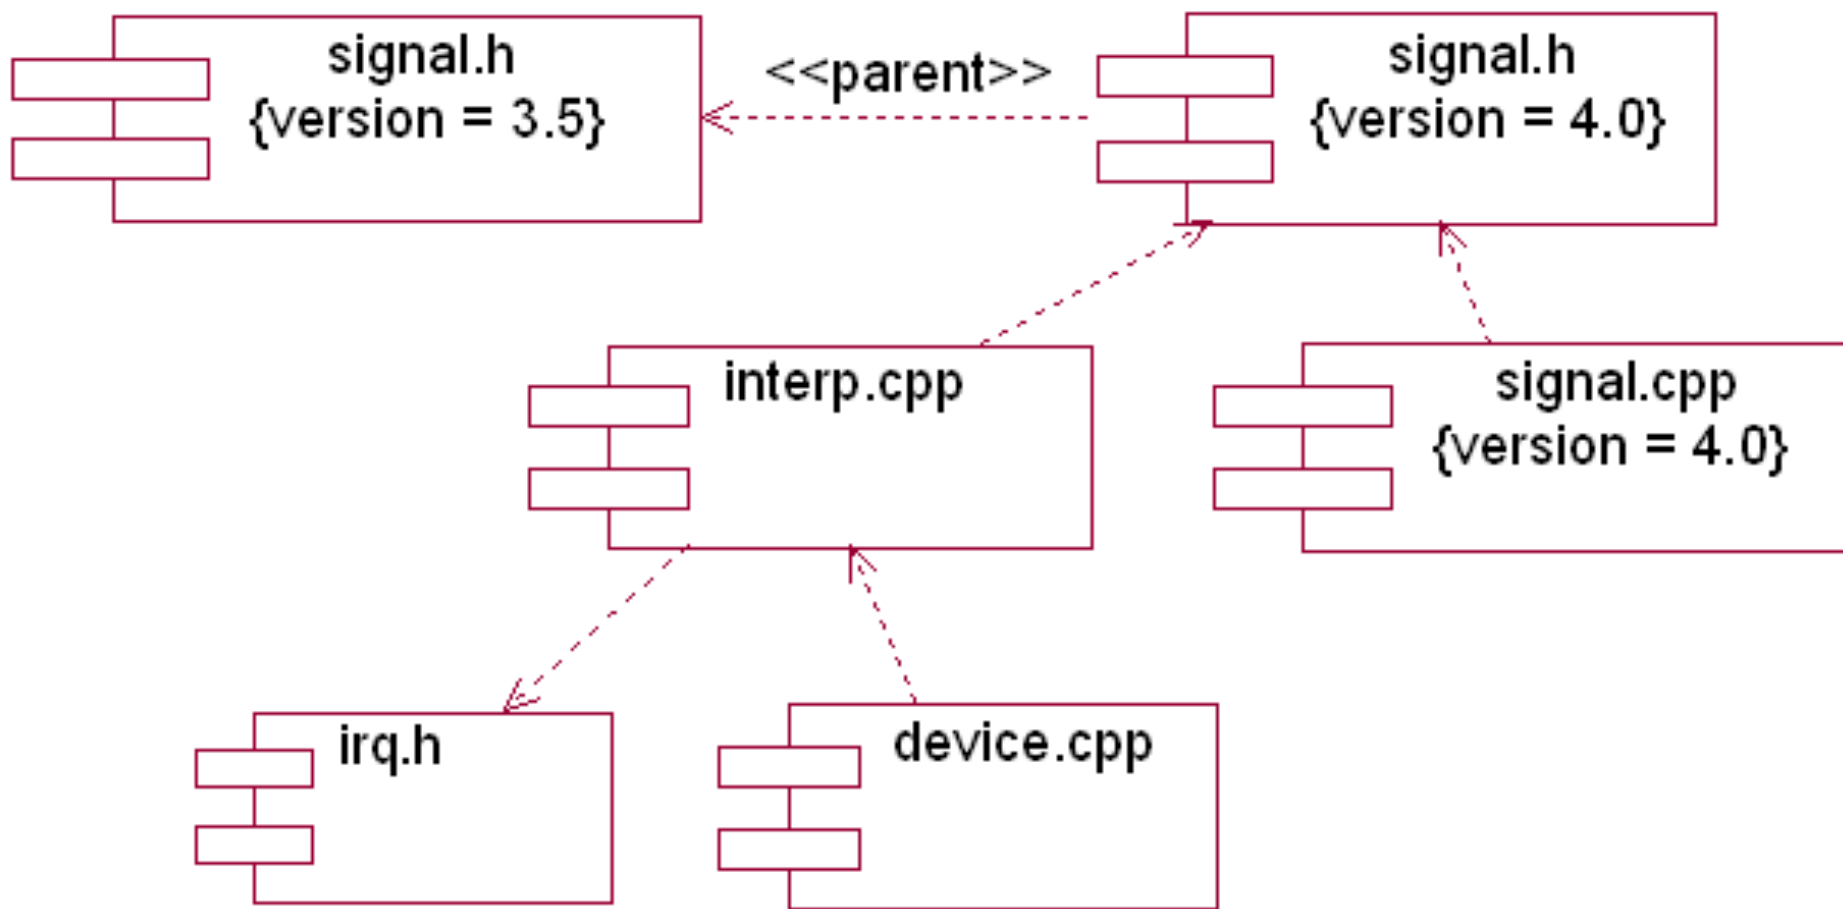 signal.h
{version = 3.5}
<<parent>>
signal.h
{version = 4.0}
interp.cpp
signal.cpp
{version = 4.0}
irq.h
device.cpp